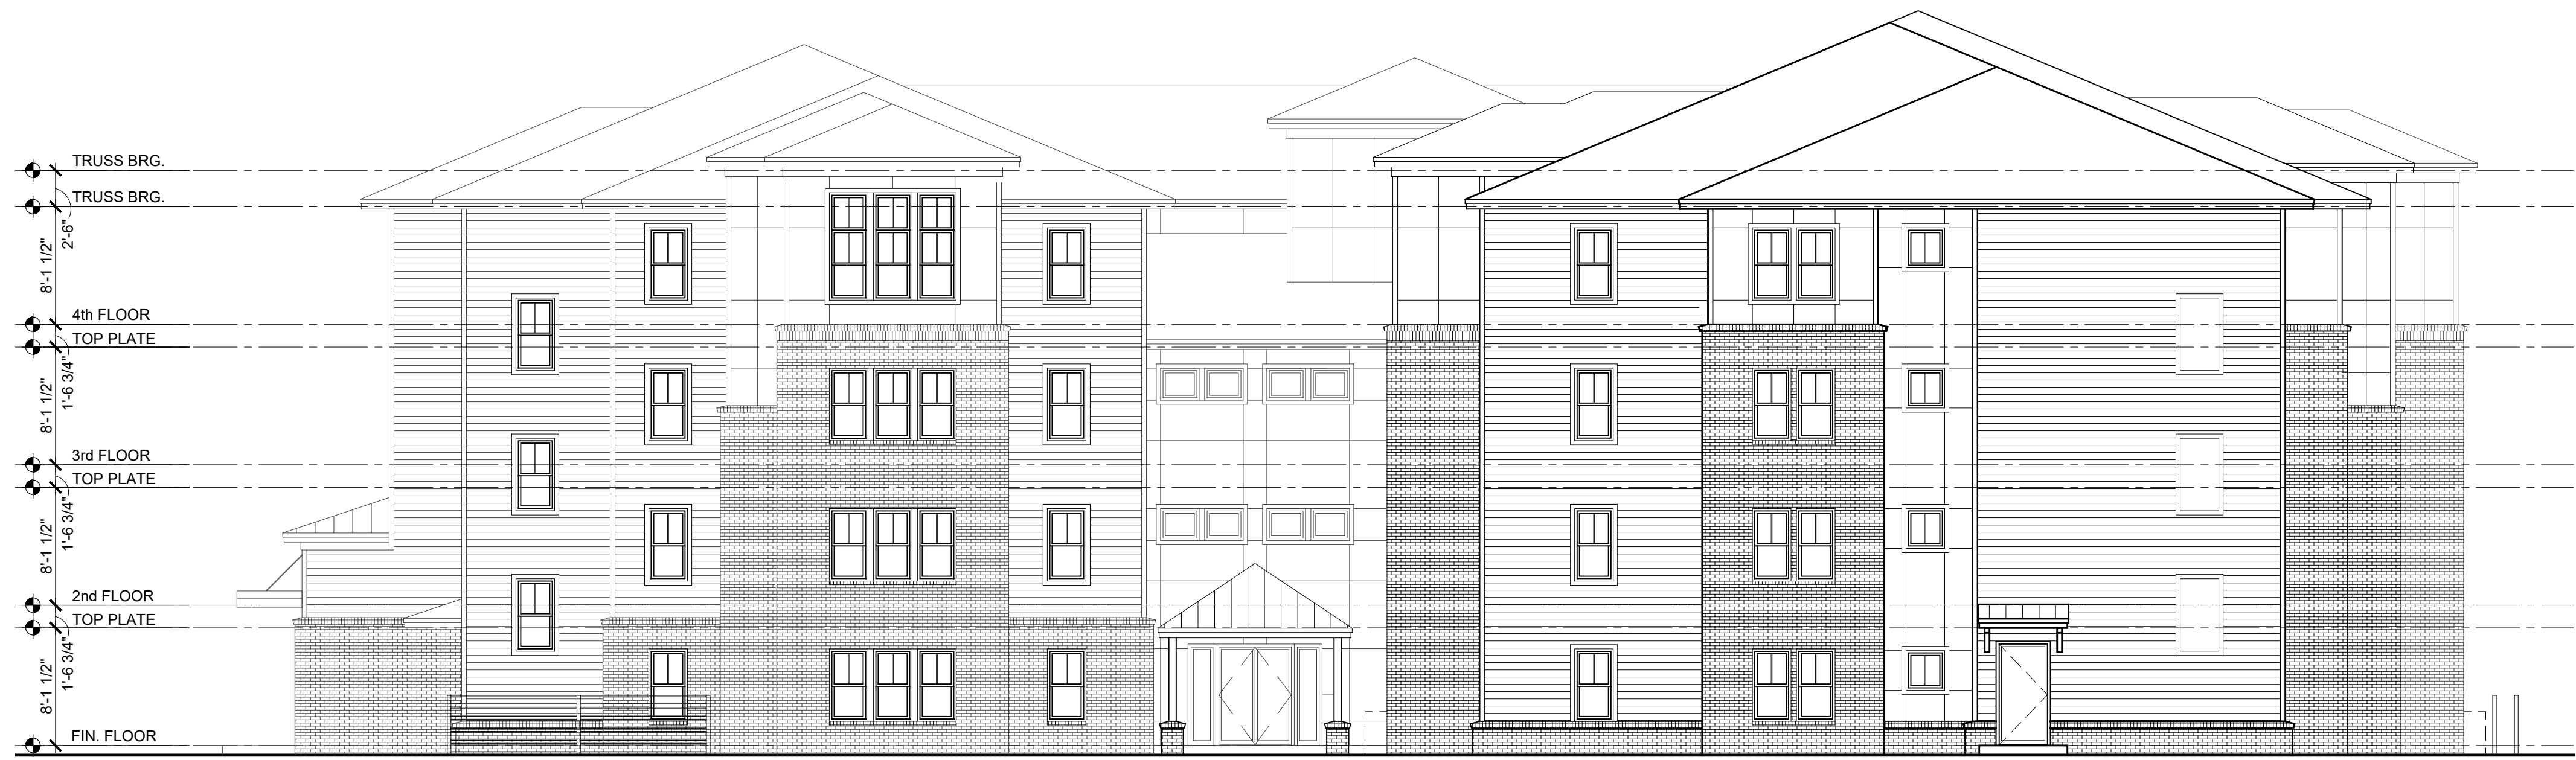 TRUSS BRG.
TRUSS BRG.
2'-6"
8'-1 1/2"
4th FLOOR
TOP PLATE
1'-6 3/4"
8'-1 1/2"
3rd FLOOR
TOP PLATE
1'-6 3/4"
8'-1 1/2"
2nd FLOOR
TOP PLATE
1'-6 3/4"
8'-1 1/2"
FIN. FLOOR